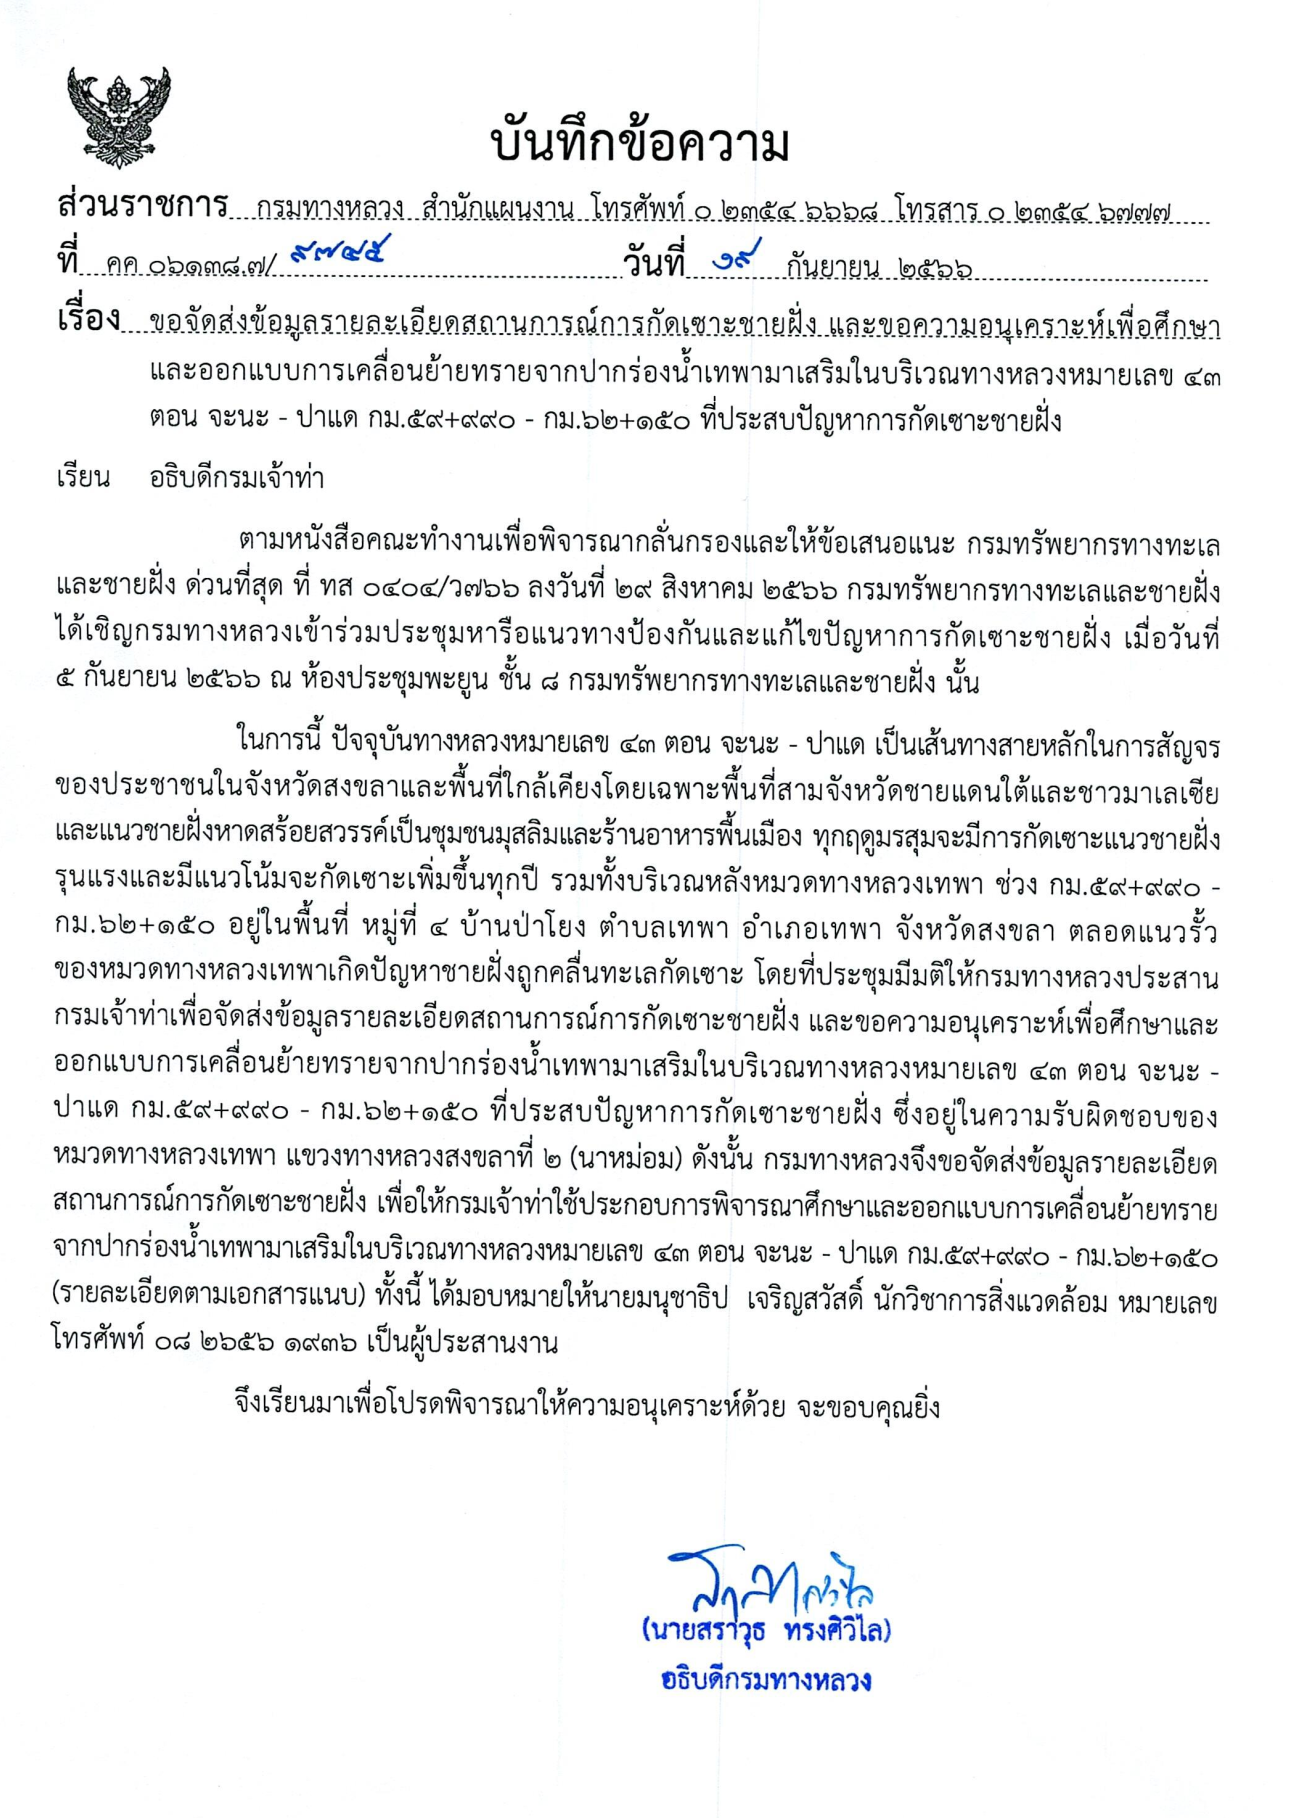 บันทึกข้อความ
ส่วนราชการ กรมทางหลวง สำนักแผนงาน โทรศัพท์ ๐ ๒๓๕๔ ๖๖๖๘ โทรสาร ๐ ๒๓๕๔ ๖๗๗๗
ที่ คค ๐๖๑๓๘.๗/ ๙๗๔๕ วันที่ ๑๙ กันยายน ๒๕๖๖
เรื่อง ขอจัดส่งข้อมูลรายละเอียดสถานการณ์การกัดเซาะชายฝั่ง และขอความอนุเคราะห์เพื่อศึกษา
และออกแบบการเคลื่อนย้ายทรายจากปากร่องน้ำเทพามาเสริมในบริเวณทางหลวงหมายเลข ๔๓
ตอน จะนะ - ปาแด กม.๕๙+๙๙๐ - กม.๖๒+๑๕๐ ที่ประสบปัญหาการกัดเซาะชายฝั่ง
เรียน อธิบดีกรมเจ้าท่า
ตามหนังสือคณะทำงานเพื่อพิจารณากลั่นกรองและให้ข้อเสนอแนะ กรมทรัพยากรทางทะเล
และชายฝั่ง ด่วนที่สุด ที่ ทส ๐๔๐๔/ว๗๖๖ ลงวันที่ ๒๙ สิงหาคม ๒๕๖๖ กรมทรัพยากรทางทะเลและชายฝั่ง
ได้เชิญกรมทางหลวงเข้าร่วมประชุมหารือแนวทางป้องกันและแก้ไขปัญหาการกัดเซาะชายฝั่ง เมื่อวันที่
๕ กันยายน ๒๕๖๖ ณ ห้องประชุมพะยูน ชั้น ๘ กรมทรัพยากรทางทะเลและชายฝั่ง นั้น
ในการนี้ ปัจจุบันทางหลวงหมายเลข ๔๓ ตอน จะนะ - ปาแด เป็นเส้นทางสายหลักในการสัญจร
ของประชาชนในจังหวัดสงขลาและพื้นที่ใกล้เคียงโดยเฉพาะพื้นที่สามจังหวัดชายแดนใต้และชาวมาเลเซีย
และแนวชายฝั่งหาดสร้อยสวรรค์เป็นชุมชนมุสลิมและร้านอาหารพื้นเมือง ทุกฤดูมรสุมจะมีการกัดเซาะแนวชายฝั่ง
รุนแรงและมีแนวโน้มจะกัดเซาะเพิ่มขึ้นทุกปี รวมทั้งบริเวณหลังหมวดทางหลวงเทพา ช่วง กม.๕๙+๙๙๐ -
กม.๖๒+๑๕๐ อยู่ในพื้นที่ หมู่ที่ ๔ บ้านป่าโยง ตำบลเทพา อำเภอเทพา จังหวัดสงขลา ตลอดแนวรั้ว
ของหมวดทางหลวงเทพาเกิดปัญหาชายฝั่งถูกคลื่นทะเลกัดเซาะ โดยที่ประชุมมีมติให้กรมทางหลวงประสาน
กรมเจ้าท่าเพื่อจัดส่งข้อมูลรายละเอียดสถานการณ์การกัดเซาะชายฝั่ง และขอความอนุเคราะห์เพื่อศึกษาและ
ออกแบบการเคลื่อนย้ายทรายจากปากร่องน้ำเทพามาเสริมในบริเวณทางหลวงหมายเลข ๔๓ ตอน จะนะ -
ปาแด กม.๕๙+๙๙๐ - กม.๖๒+๑๕๐ ที่ประสบปัญหาการกัดเซาะชายฝั่ง ซึ่งอยู่ในความรับผิดชอบของ
หมวดทางหลวงเทพา แขวงทางหลวงสงขลาที่ ๒ (นาหม่อม) ดังนั้น กรมทางหลวงจึงขอจัดส่งข้อมูลรายละเอียด
สถานการณ์การกัดเซาะชายฝั่ง เพื่อให้กรมเจ้าท่าใช้ประกอบการพิจารณาศึกษาและออกแบบการเคลื่อนย้ายทราย
จากปากร่องน้ำเทพามาเสริมในบริเวณทางหลวงหมายเลข ๔๓ ตอน จะนะ - ปาแด กม.๕๙+๙๙๐ - กม.๖๒+๑๕๐
(รายละเอียดตามเอกสารแนบ) ทั้งนี้ ได้มอบหมายให้นายมนุชาธิป เจริญสวัสดิ์ นักวิชาการสิ่งแวดล้อม หมายเลข
โทรศัพท์ ๐๘ ๒๖๕๖ ๑๙๓๖ เป็นผู้ประสานงาน
จึงเรียนมาเพื่อโปรดพิจารณาให้ความอนุเคราะห์ด้วย จะขอบคุณยิ่ง
(นายสราวุธ ทรงศิวิไล)
อธิบดีกรมทางหลวง